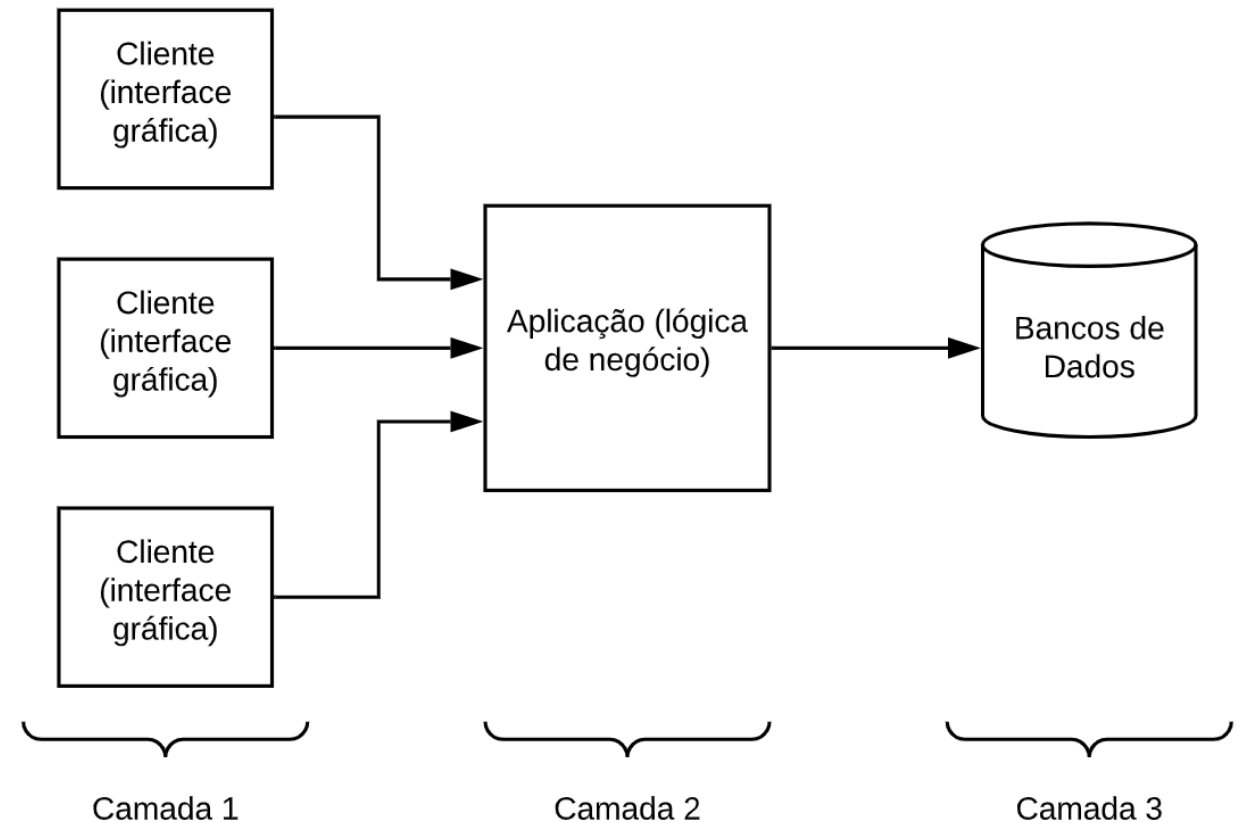 Cliente
(interface
gráfica)
Cliente
(interface
gráfica)
Cliente
(interface
gráfica)
Aplicação (lógica
de negócio)
Bancos de
Dados
Camada 1
Camada 2
Camada 3